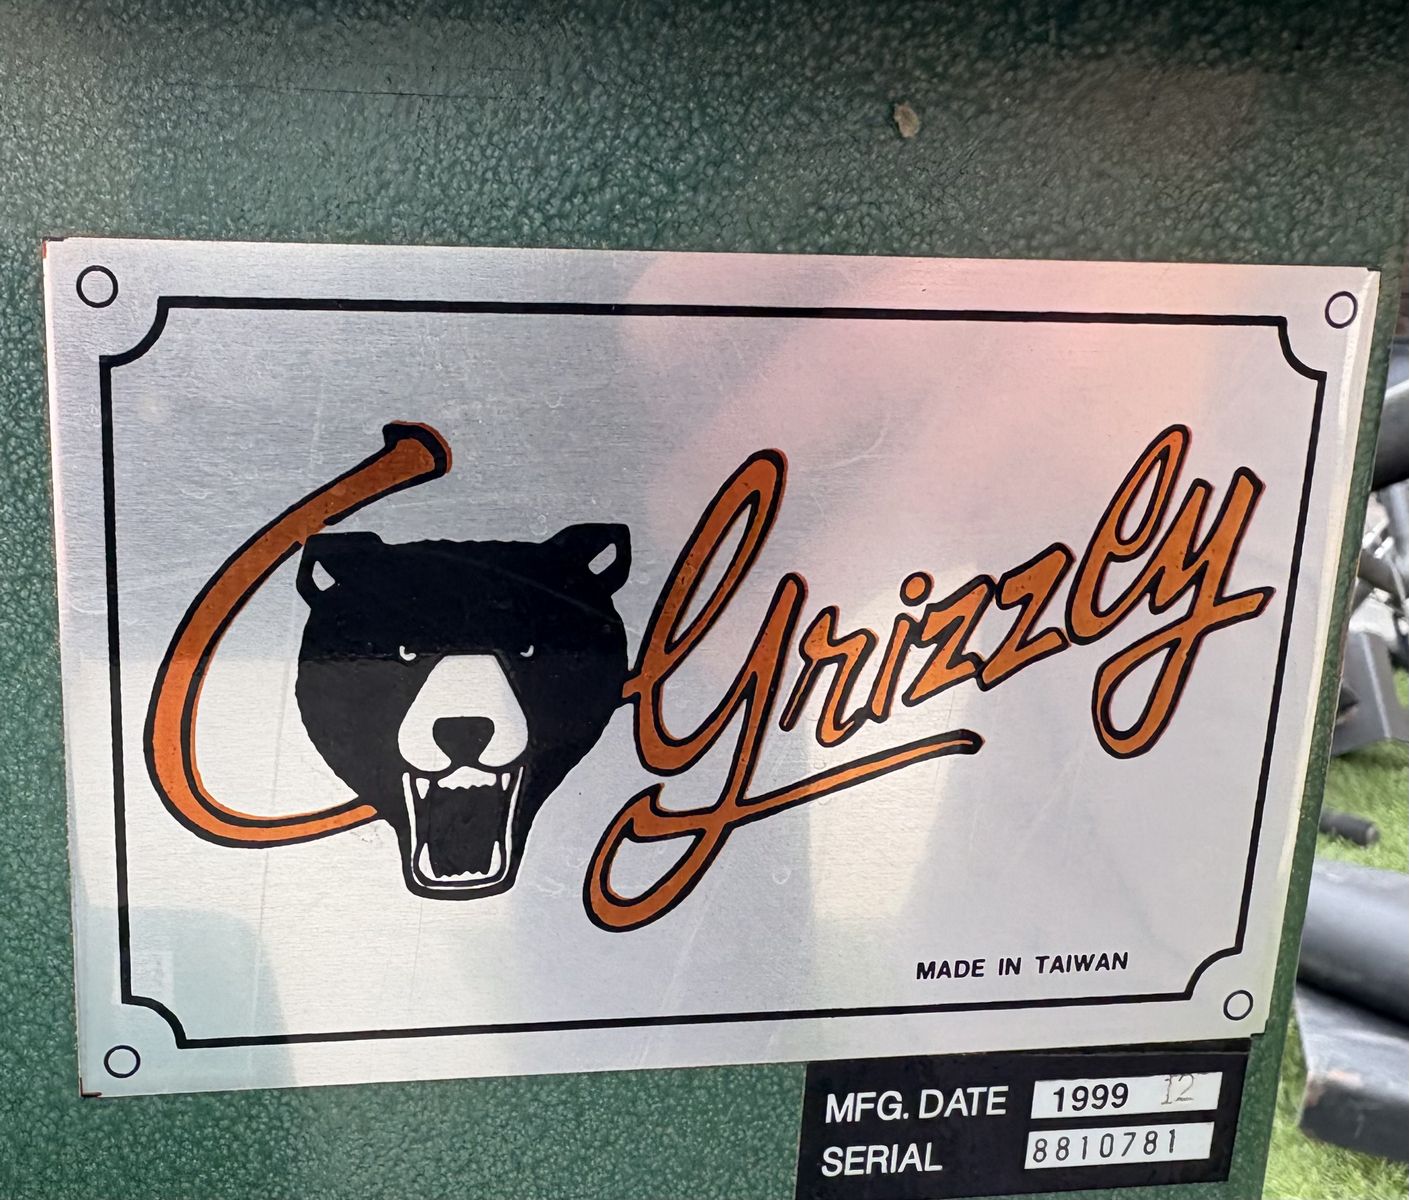 Grizzly
MADE IN TAIWAN
MFG. DATE 1999 12
SERIAL 8810781